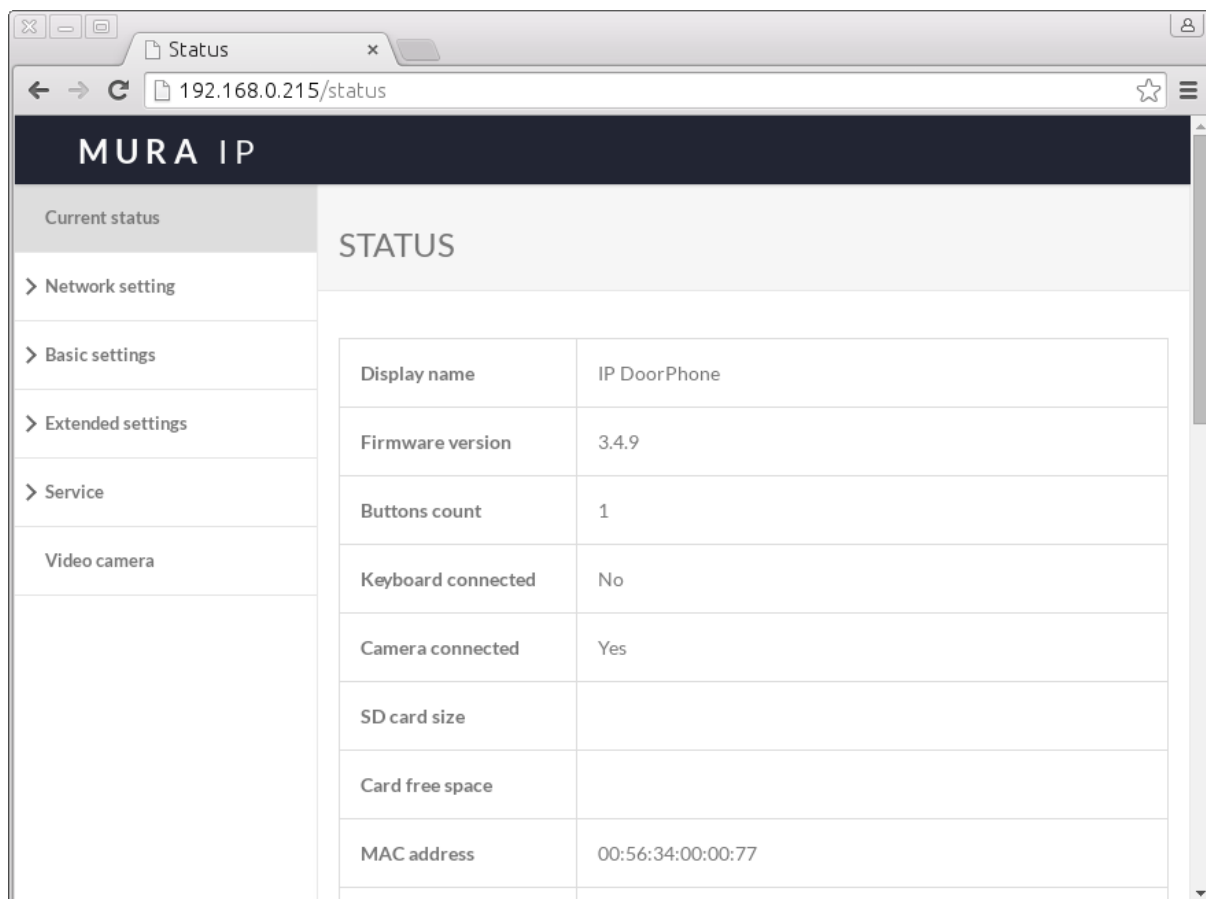 Status
192.168.0.215/status
MURA IP
Current status
Network setting
Basic settings
Extended settings
Service
Video camera
STATUS
Display name IP DoorPhone
Firmware version 3.4.9
Buttons count 1
Keyboard connected No
Camera connected Yes
SD card size
Card free space
MAC address 00:56:34:00:00:77